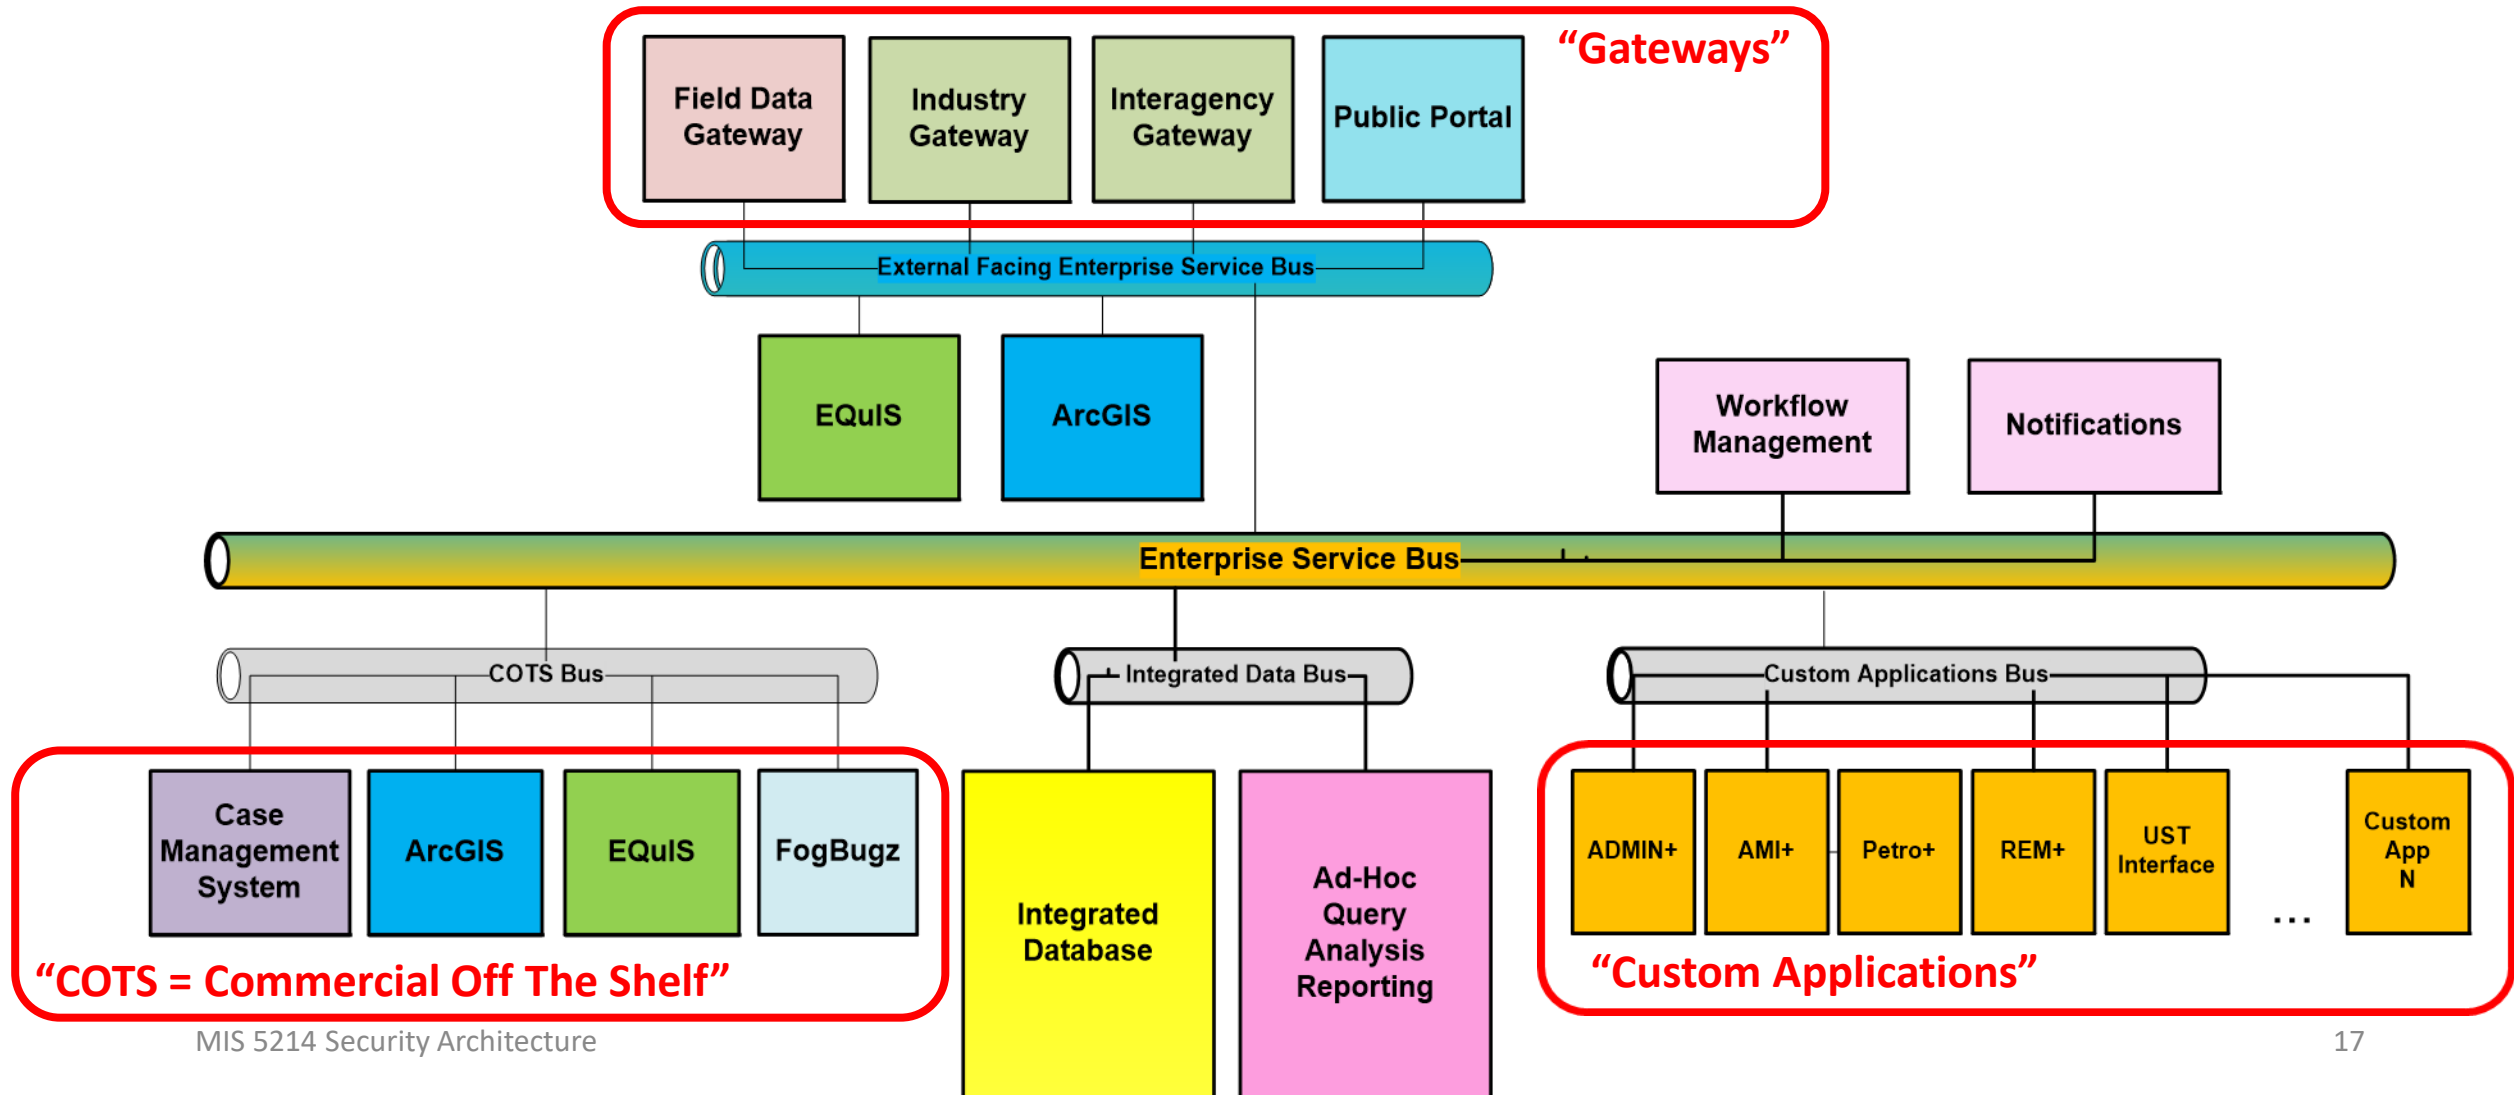 “Gateways”
Field Data
Gateway
Industry
Gateway
Interagency
Gateway
Public Portal
External Facing Enterprise Service Bus
EQuIS
ArcGIS
Workflow
Management
Notifications
Enterprise Service Bus
COTS Bus
Integrated Data Bus
Custom Applications Bus
Case
Management
System
ArcGIS
EQuIS
FogBugz
“COTS = Commercial Off The Shelf”
Integrated
Database
Ad-Hoc
Query
Analysis
Reporting
ADMIN+
AMI+
Petro+
REM+
UST
Interface
...
Custom
App
N
“Custom Applications”
MIS 5214 Security Architecture
17